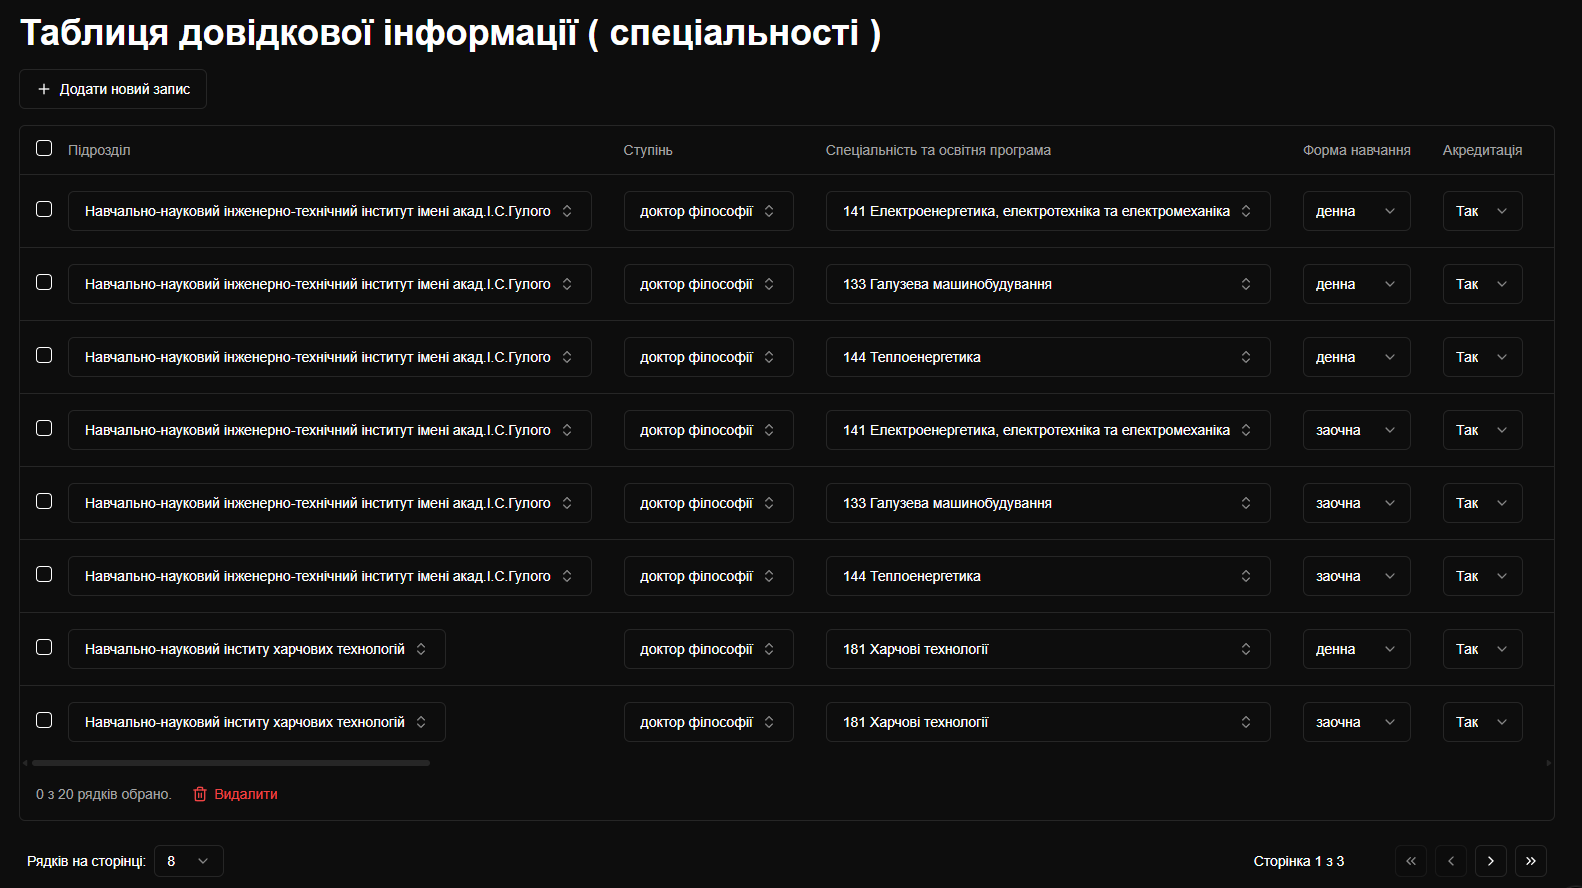 Таблиця довідкової інформації ( спеціальності )
+ Додати новий запис
Підрозділ Ступінь Спеціальність та освітня програма Форма навчання Акредитація
Навчально-науковий інженерно-технічний інститут імені акад.І.С.Гулого доктор філософії 141 Електроенергетика, електротехніка та електромеханіка денна Так
Навчально-науковий інженерно-технічний інститут імені акад.І.С.Гулого доктор філософії 133 Галузева машинобудування денна Так
Навчально-науковий інженерно-технічний інститут імені акад.І.С.Гулого доктор філософії 144 Теплоенергетика денна Так
Навчально-науковий інженерно-технічний інститут імені акад.І.С.Гулого доктор філософії 141 Електроенергетика, електротехніка та електромеханіка заочна Так
Навчально-науковий інженерно-технічний інститут імені акад.І.С.Гулого доктор філософії 133 Галузева машинобудування заочна Так
Навчально-науковий інженерно-технічний інститут імені акад.І.С.Гулого доктор філософії 144 Теплоенергетика заочна Так
Навчально-науковий інститу харчових технологій доктор філософії 181 Харчові технології денна Так
Навчально-науковий інститу харчових технологій доктор філософії 181 Харчові технології заочна Так
0 з 20 рядків обрано. Видалити
Рядків на сторінці: 8 Сторінка 1 з 3